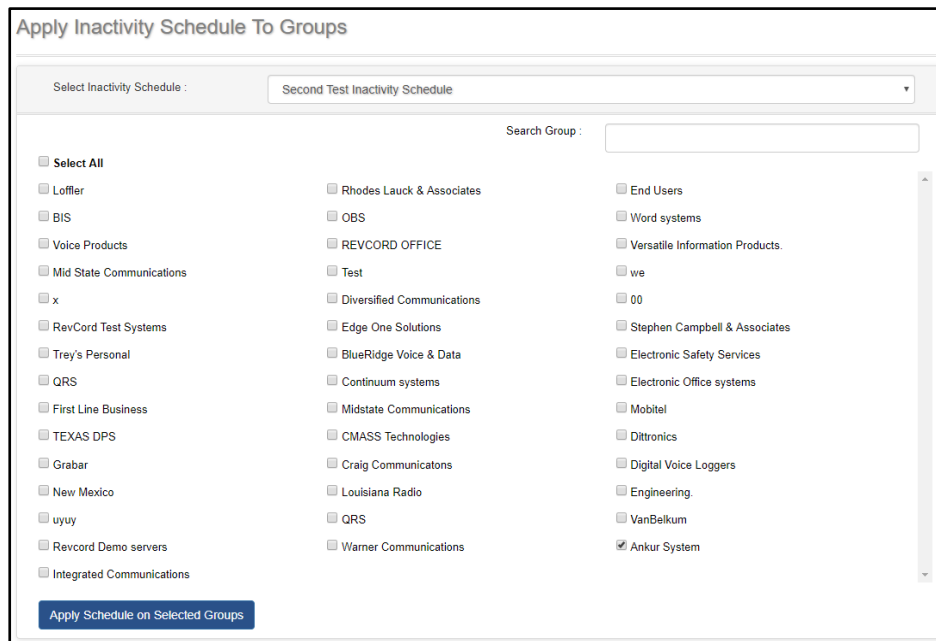 Apply Inactivity Schedule To Groups
Select Inactivity Schedule :
Second Test Inactivity Schedule
Search Group :
Select All
Loffler
Rhodes Lauck & Associates
End Users
BIS
OBS
Word systems
Voice Products
REVCORD OFFICE
Versatile Information Products.
Mid State Communications
Test
we
x
Diversified Communications
00
RevCord Test Systems
Edge One Solutions
Stephen Campbell & Associates
Trey's Personal
BlueRidge Voice & Data
Electronic Safety Services
QRS
Continuum systems
Electronic Office systems
First Line Business
Midstate Communications
Mobitel
TEXAS DPS
CMASS Technologies
Dittronics
Grabar
Craig Communicatons
Digital Voice Loggers
New Mexico
Louisiana Radio
Engineering.
uyuy
QRS
VanBelkum
Revcord Demo servers
Warner Communications
Ankur System
Integrated Communications
Apply Schedule on Selected Groups